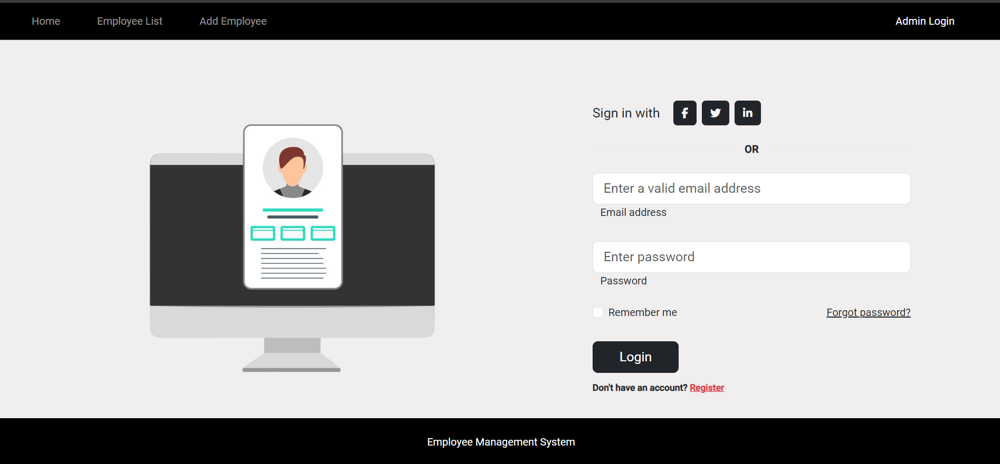 Home Employee List Add Employee Admin Login
Sign in with
OR
Enter a valid email address
Email address
Enter password
Password
Remember me Forgot password?
Login
Don't have an account? Register
Employee Management System